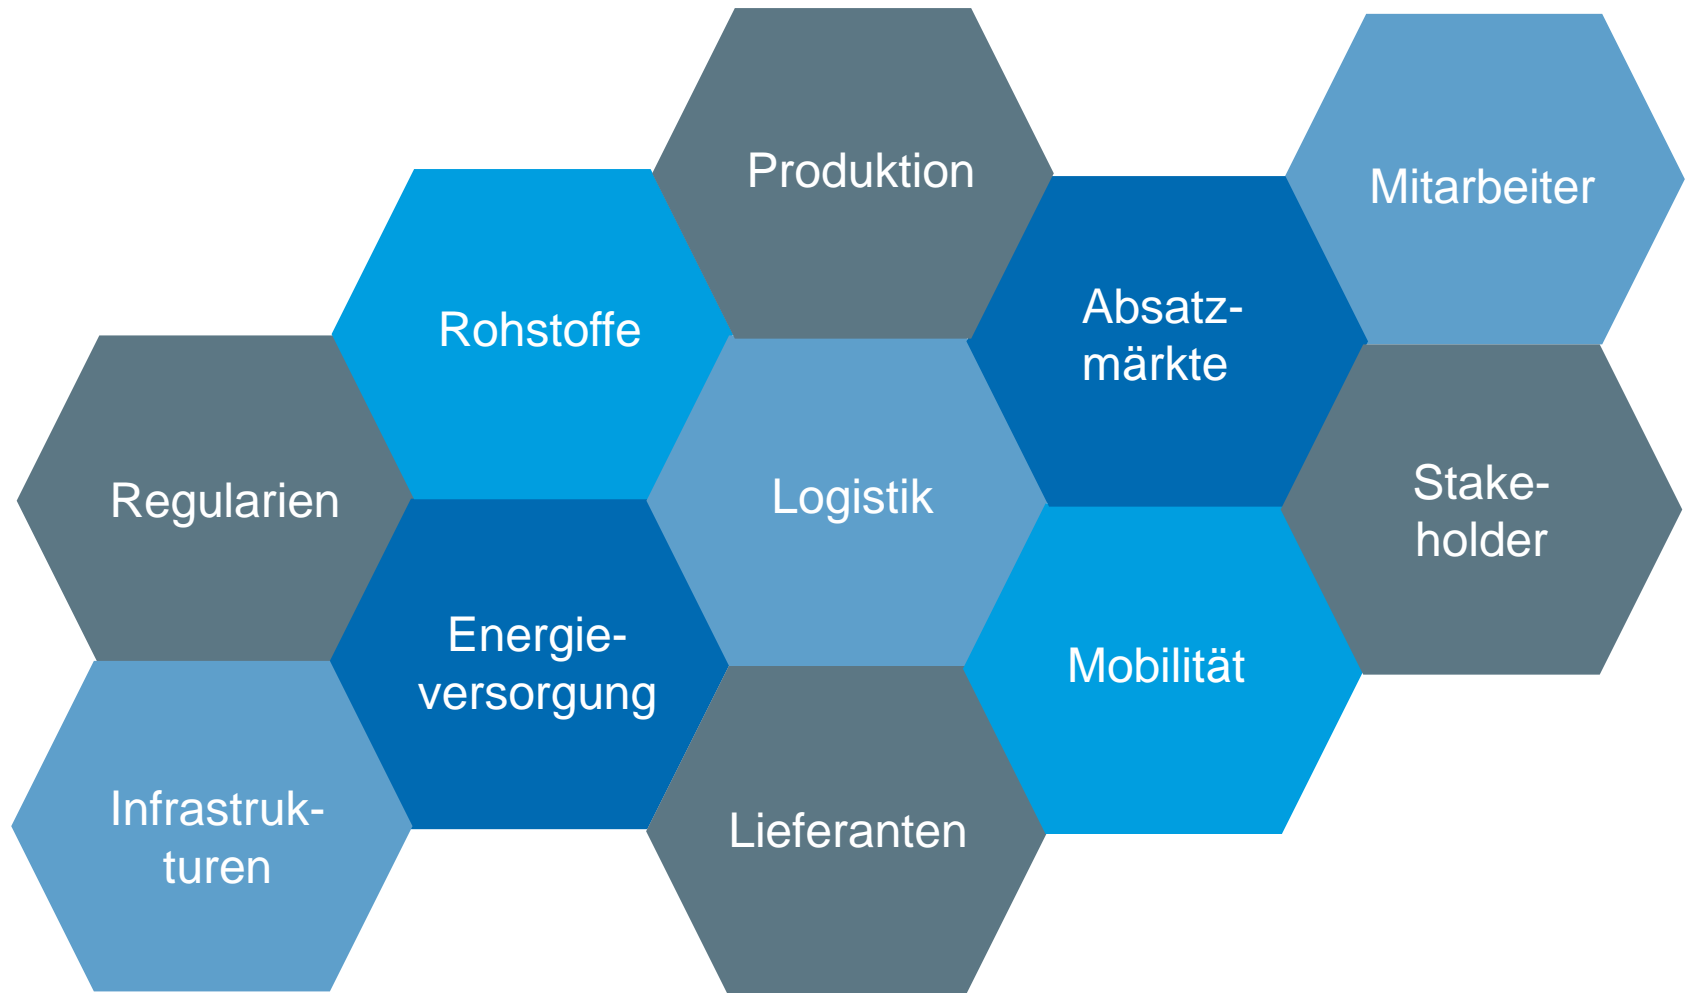 Produktion
Mitarbeiter
Rohstoffe
Absatz-
märkte
Regularien
Logistik
Stake-
holder
Energie-
versorgung
Mobilität
Infrastruk-
turen
Lieferanten